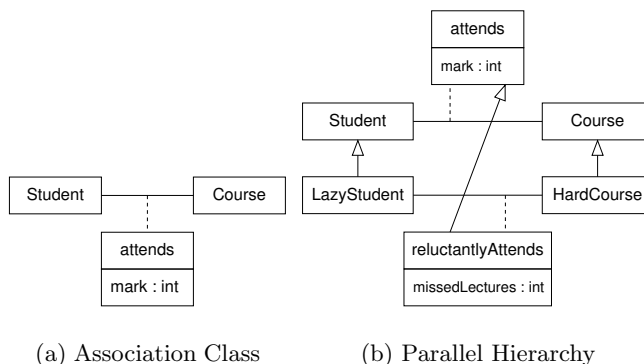 attends
mark : int
Student
Course
LazyStudent
HardCourse
reluctantlyAttends
missedLectures : int
Student
Course
attends
mark : int
(a) Association Class
(b) Parallel Hierarchy